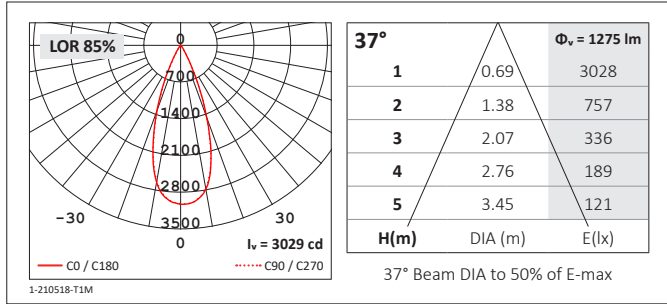 LOR 85%
0
700
1400
2100
2800
3500
-30
30
0
Iᵥ = 3029 cd
C0 / C180
C90 / C270
1-210518-T1M
37° Φᵥ = 1275 lm
1 0.69 3028
2 1.38 757
3 2.07 336
4 2.76 189
5 3.45 121
H(m) DIA (m) E(lx)
37° Beam DIA to 50% of E-max